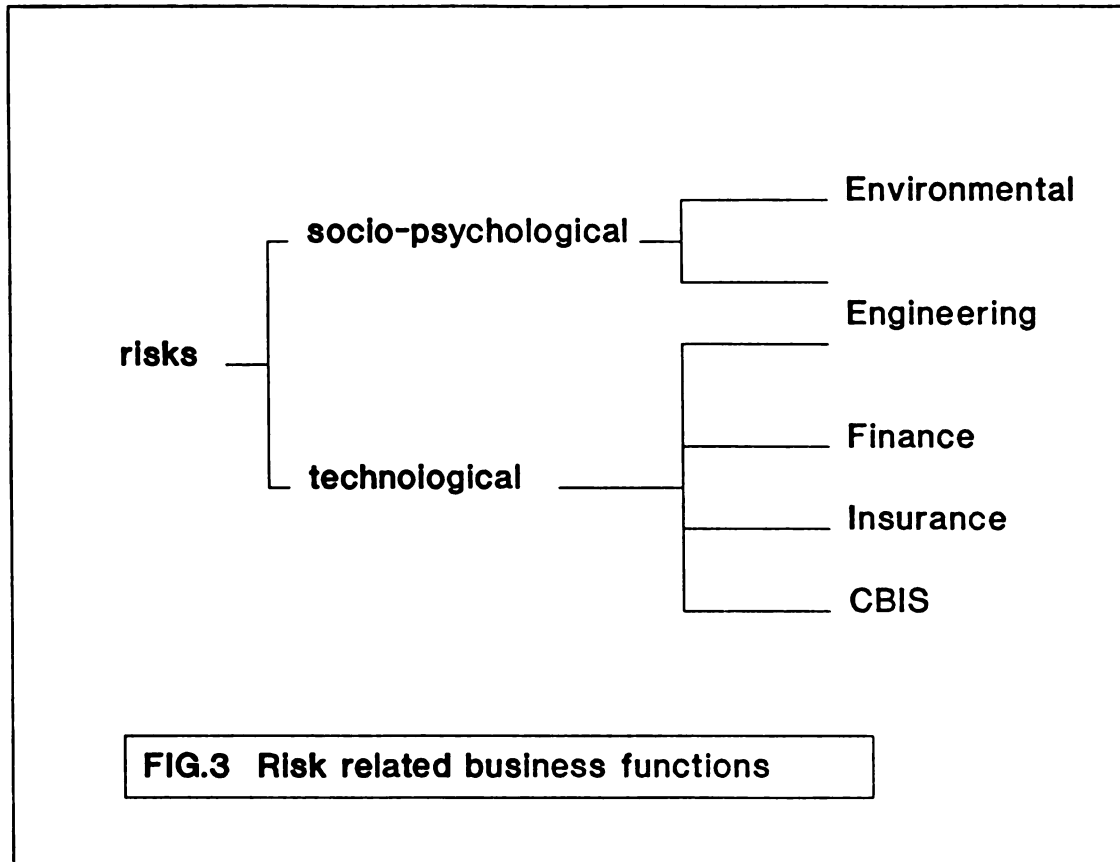 Environmental
socio-psychological
Engineering
risks
Finance
technological
Insurance
CBIS
FIG.3 Risk related business functions